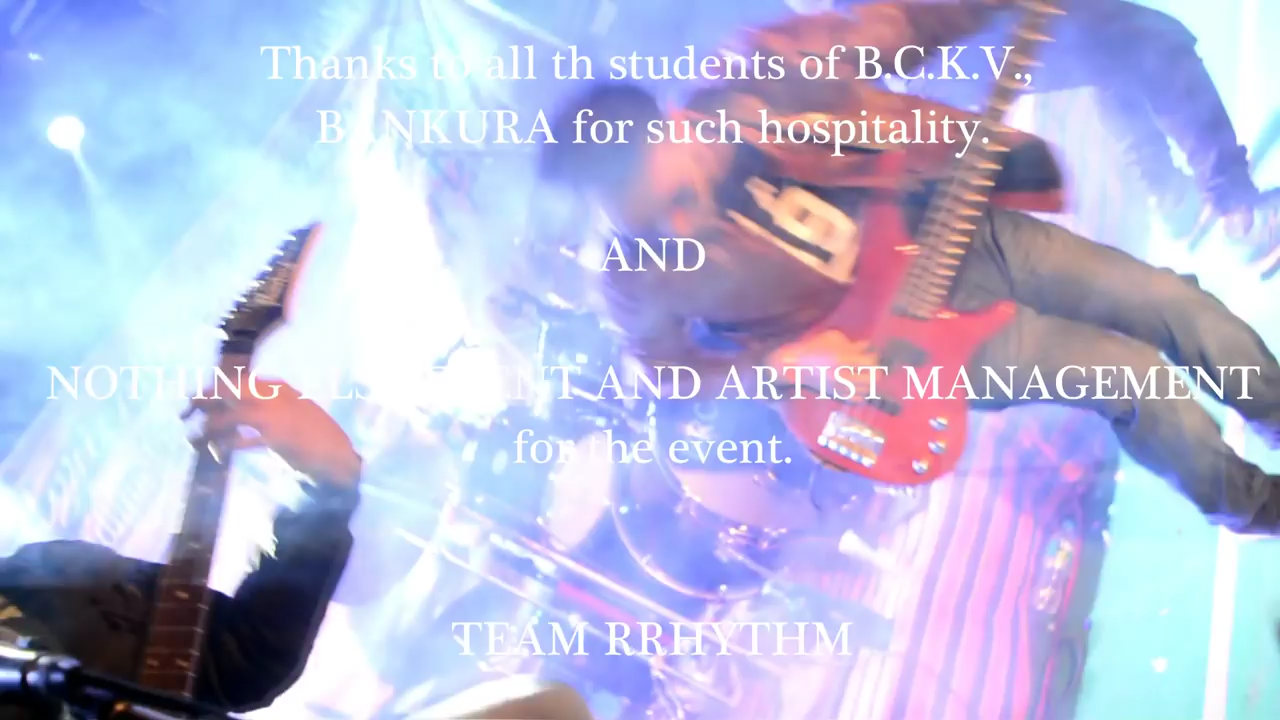 Thanks to all th students of B.C.K.V.,
BANKURA for such hospitality.
AND
NOTHING ELSE EVENT AND ARTIST MANAGEMENT
for the event.
TEAM RRHYTHM